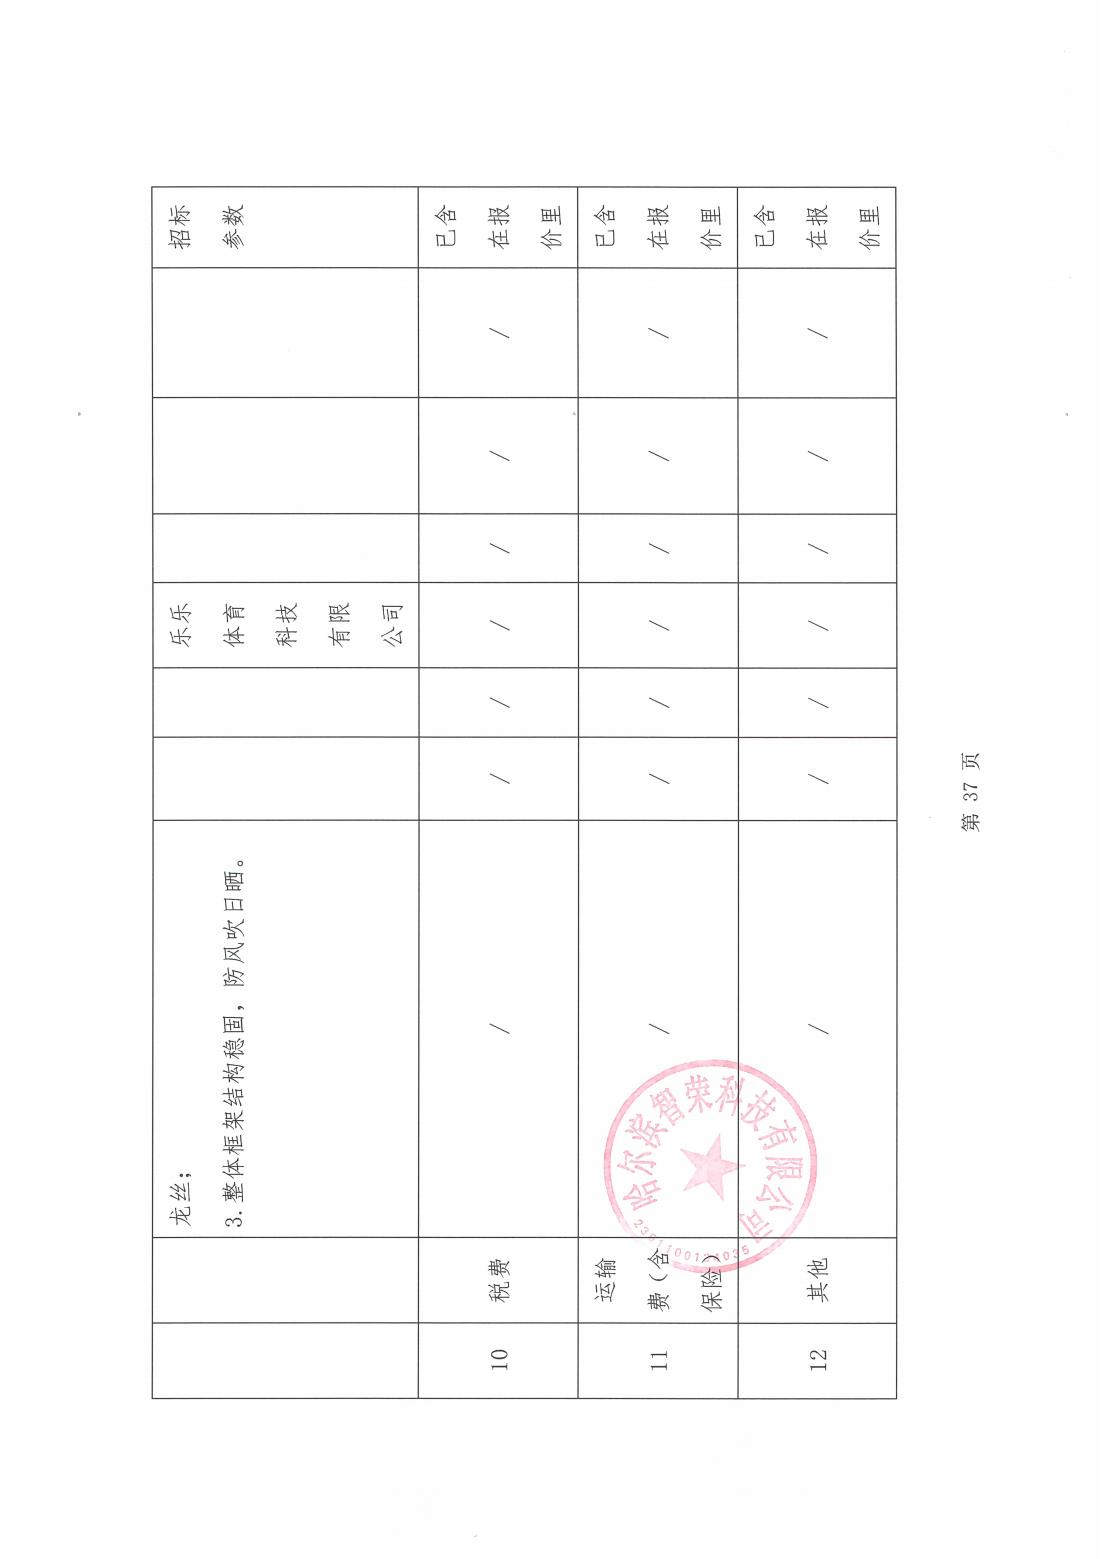 龙丝；
3.整体框架结构稳固，防风吹日晒。
乐乐
体育
科技
有限
公司
招标
参数
10
税费
/
/
/
/
/
/
/
已含
在报
价里
11
运输
费（含
保险）
/
/
/
/
/
/
/
已含
在报
价里
12
其他
/
/
/
/
/
/
/
已含
在报
价里
哈尔滨智荣科技有限公司
第 37 页